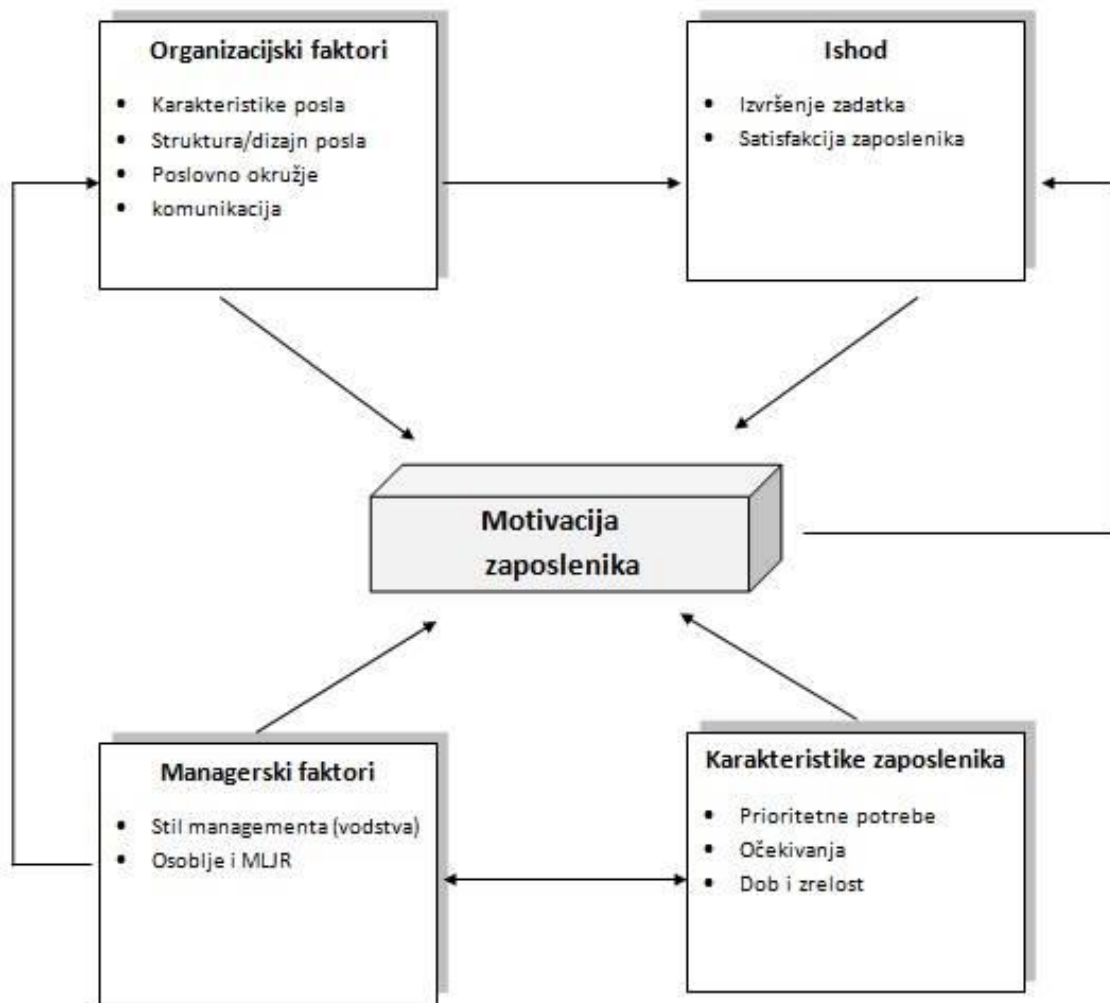 Organizacijski faktori
• Karakteristike posla
• Struktura/dizajn posla
• Poslovno okružje
• komunikacija
Ishod
• Izvršenje zadatka
• Satisfakcija zaposlenika
Motivacija
zaposlenika
Managerski faktori
• Stil managementa (vodstva)
• Osoblje i MLJR
Karakteristike zaposlenika
• Prioritetne potrebe
• Očekivanja
• Dob i zrelost